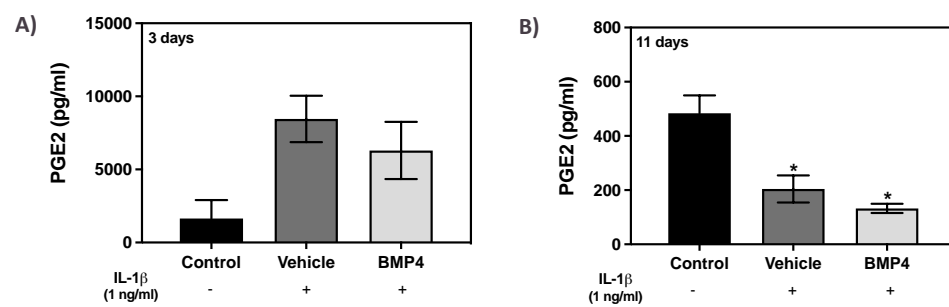 A)
3 days
PGE2 (pg/ml)
15000
10000
5000
0
Control Vehicle BMP4
IL-1β
(1 ng/ml) - + +
B)
11 days
PGE2 (pg/ml)
800
600
400
200
0
* *
Control Vehicle BMP4
IL-1β
(1 ng/ml) - + +